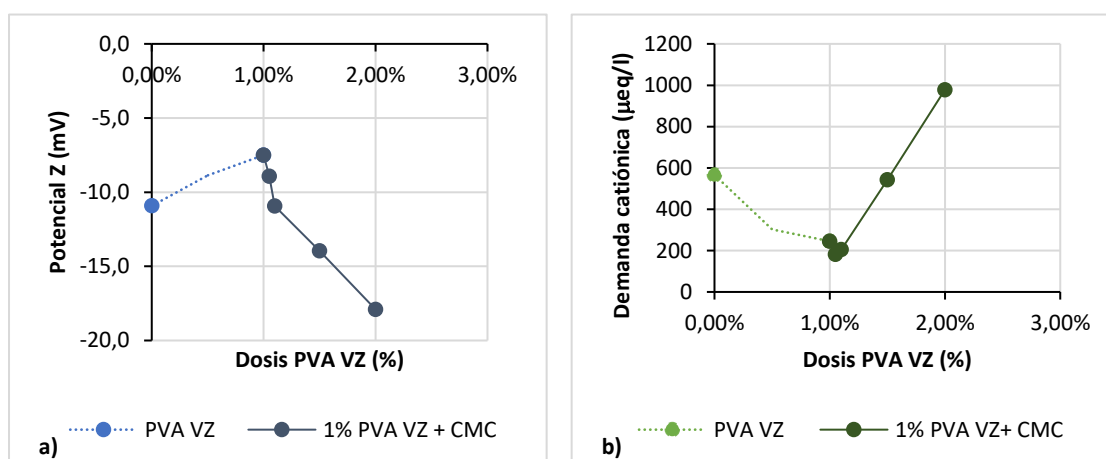 0,0
-5,0
-10,0
-15,0
-20,0
0,00% 1,00% 2,00% 3,00%
Potencial Z (mV)
Dosis PVA VZ (%)
PVA VZ
1% PVA VZ + CMC
a)
1200
1000
800
600
400
200
0
0,00% 1,00% 2,00% 3,00%
Demanda catiónica (µeq/l)
Dosis PVA VZ (%)
PVA VZ
1% PVA VZ+ CMC
b)